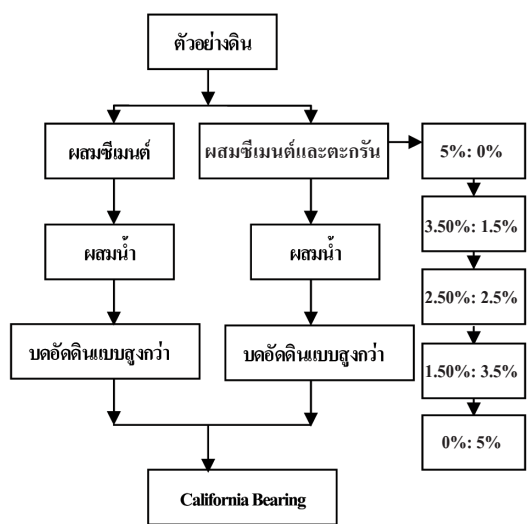 ตัวอย่างดิน
ผสมซีเมนต์
ผสมซีเมนต์และตะกรัน
5%: 0%
3.50%: 1.5%
ผสมน้ำ
ผสมน้ำ
2.50%: 2.5%
บดอัดดินแบบสูงกว่า
บดอัดดินแบบสูงกว่า
1.50%: 3.5%
0%: 5%
California Bearing